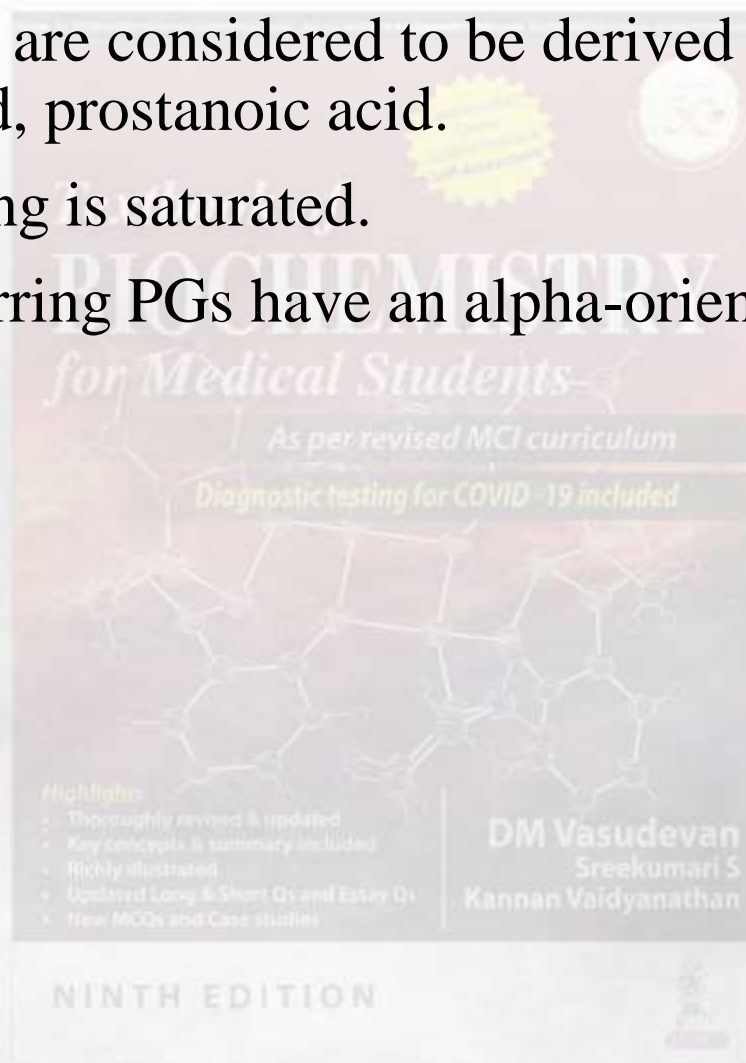 are considered to be derived
d, prostanoic acid.
ng is saturated.
rring PGs have an alpha-orien
BIOCHEMISTRY
for Medical Students
As per revised MCI curriculum
Diagnostic testing for COVID-19 included
Highlights
• Thoroughly revised & updated
• Key concepts & summary included
• Richly illustrated
• Updated Long & Short Qs and Essay Qs
• New MCQs and Case studies
DM Vasudevan
Sreekumari S
Kannan Vaidyanathan
NINTH EDITION